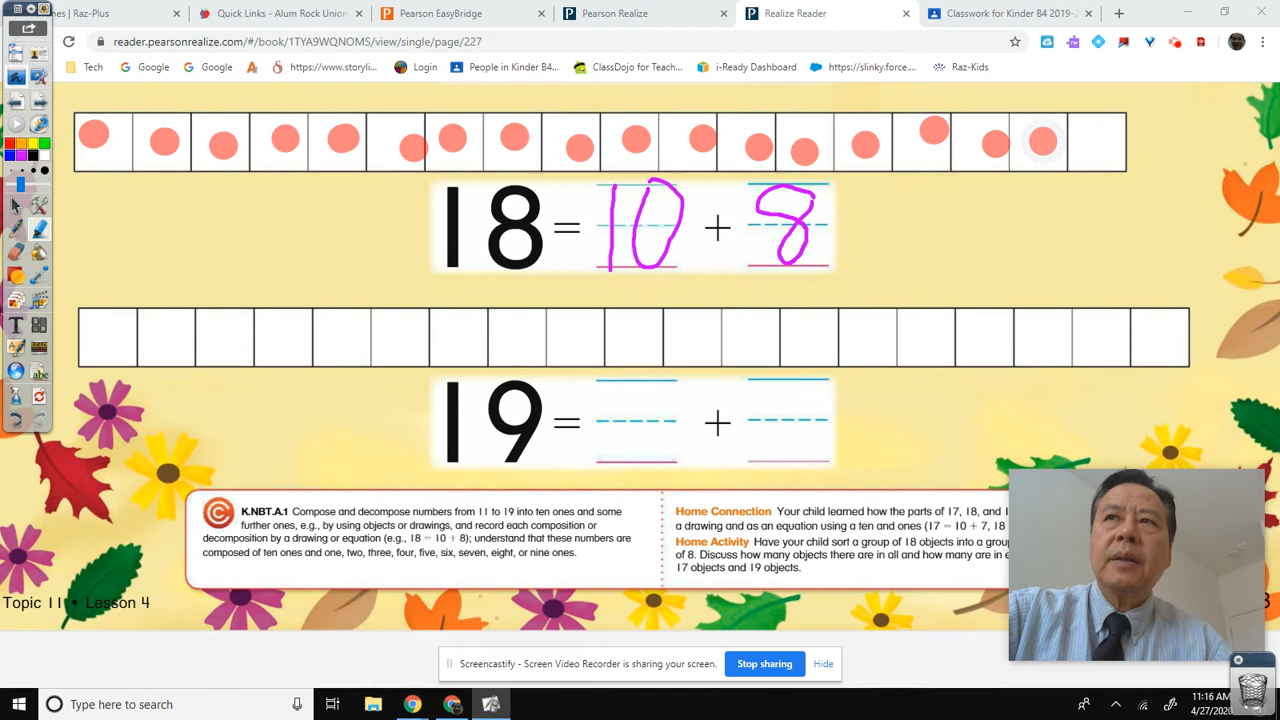 nes | Raz-Plus
Quick Links - Alum Rock Union
Pearson EasyBridge
Pearson Realize
Realize Reader
Classwork for Kinder B4 2019-2
reader.pearsonrealize.com/#/book/1TYA9WQNOMS/view/single/page/227
Tech
Google
Google
https://www.storyli...
Login
People in Kinder B4...
ClassDojo for Teach...
i-Ready Dashboard
https://slinky.force....
Raz-Kids
18 = 10 + 8
19 = +
K.NBT.A.1 Compose and decompose numbers from 11 to 19 into ten ones and some
further ones, e.g., by using objects or drawings, and record each composition or
decomposition by a drawing or equation (e.g., 18 = 10 + 8); understand that these numbers are
composed of ten ones and one, two, three, four, five, six, seven, eight, or nine ones.
Home Connection Your child learned how the parts of 17, 18, and 1
a drawing and as an equation using a ten and ones (17 = 10 + 7, 18
Home Activity Have your child sort a group of 18 objects into a grou
of 8. Discuss how many objects there are in all and how many are in e
17 objects and 19 objects.
Topic 11 • Lesson 4
3
Screencastify - Screen Video Recorder is sharing your screen.
Stop sharing
Hide
Type here to search
11:16 AM
4/27/2020